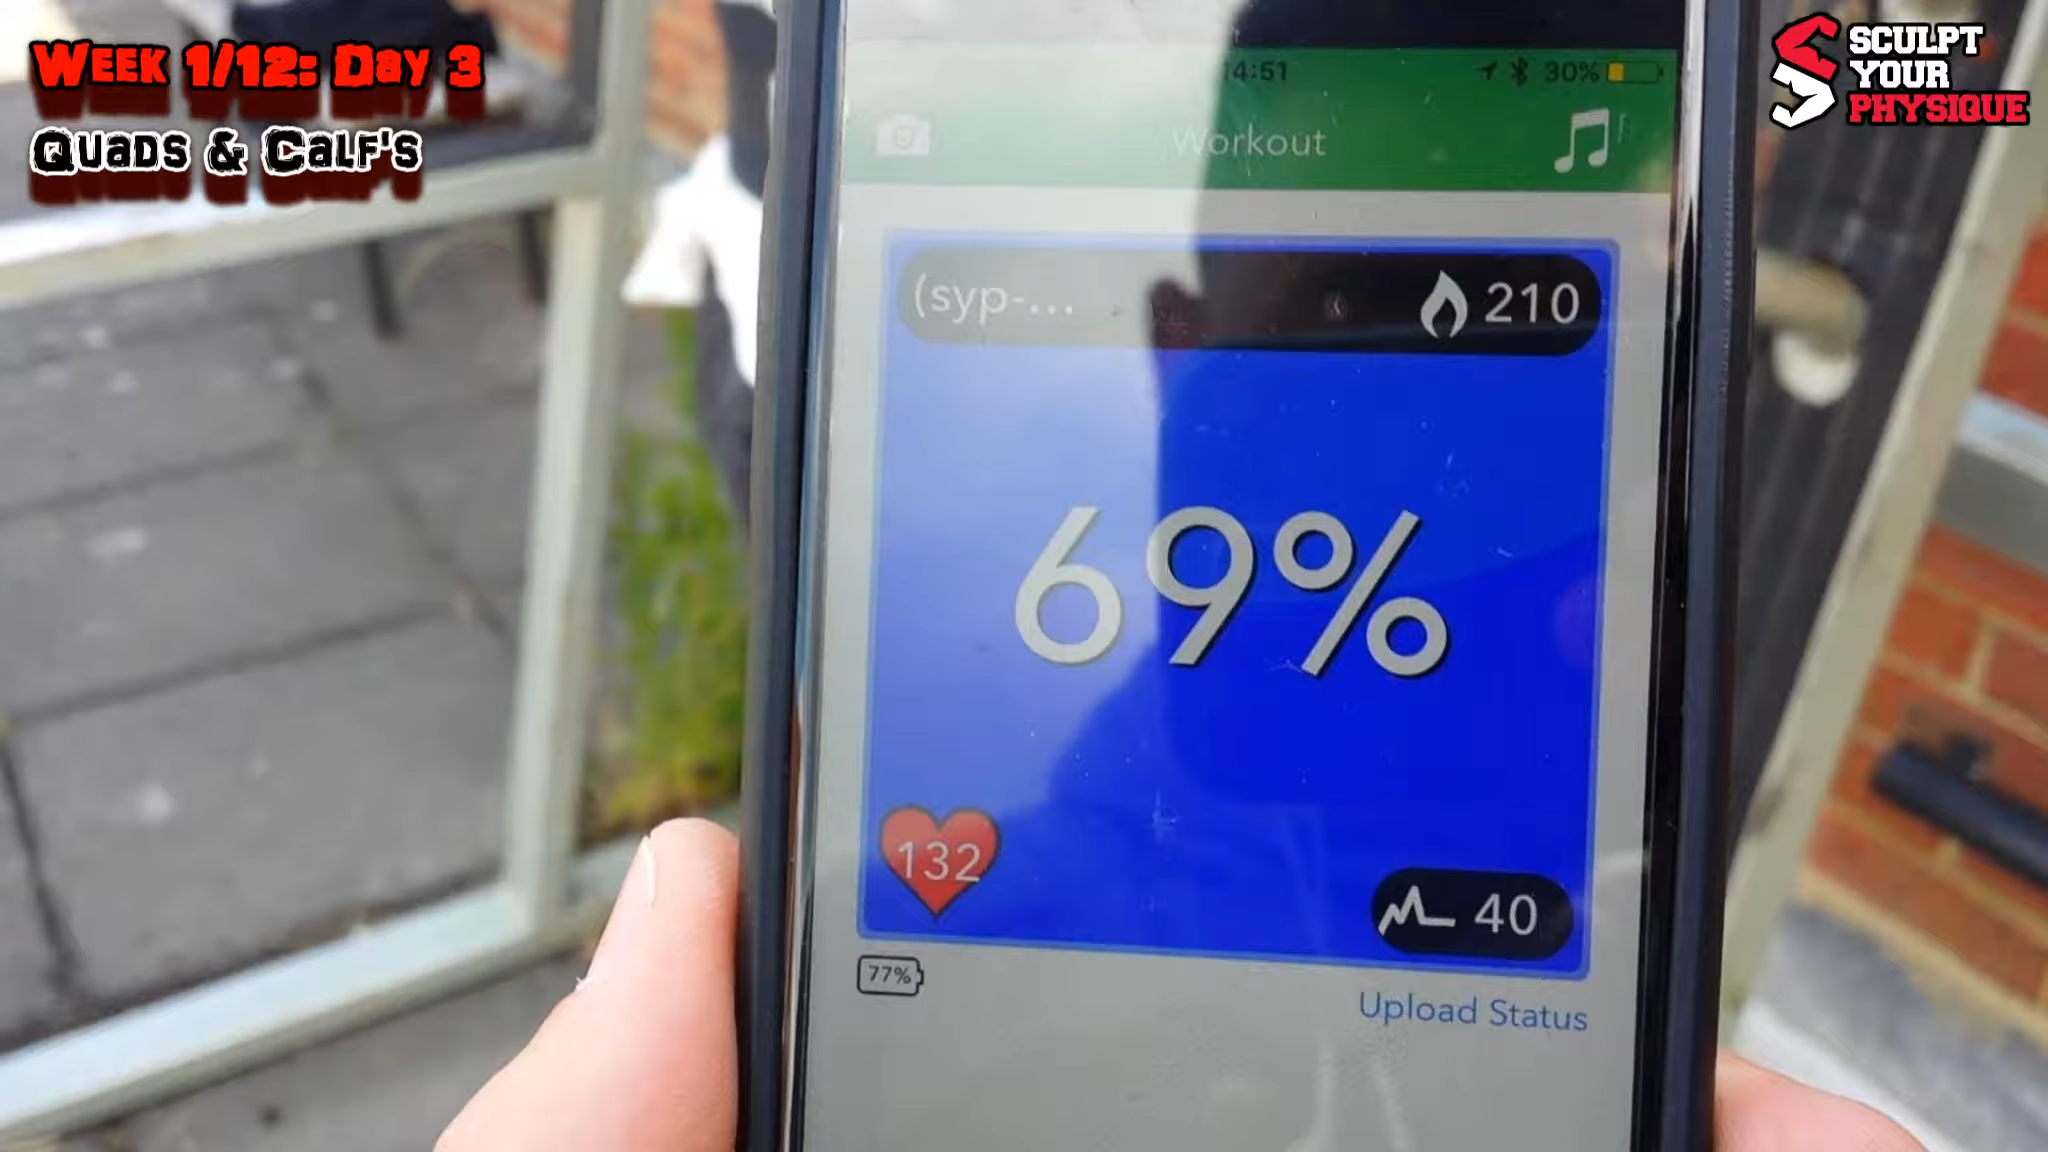 Week 1/12: Day 3
Quads & Calf's
SCULPT
YOUR
PHYSIQUE
14:51
30%
Workout
(syp-...
210
69%
132
40
77%
Upload Status